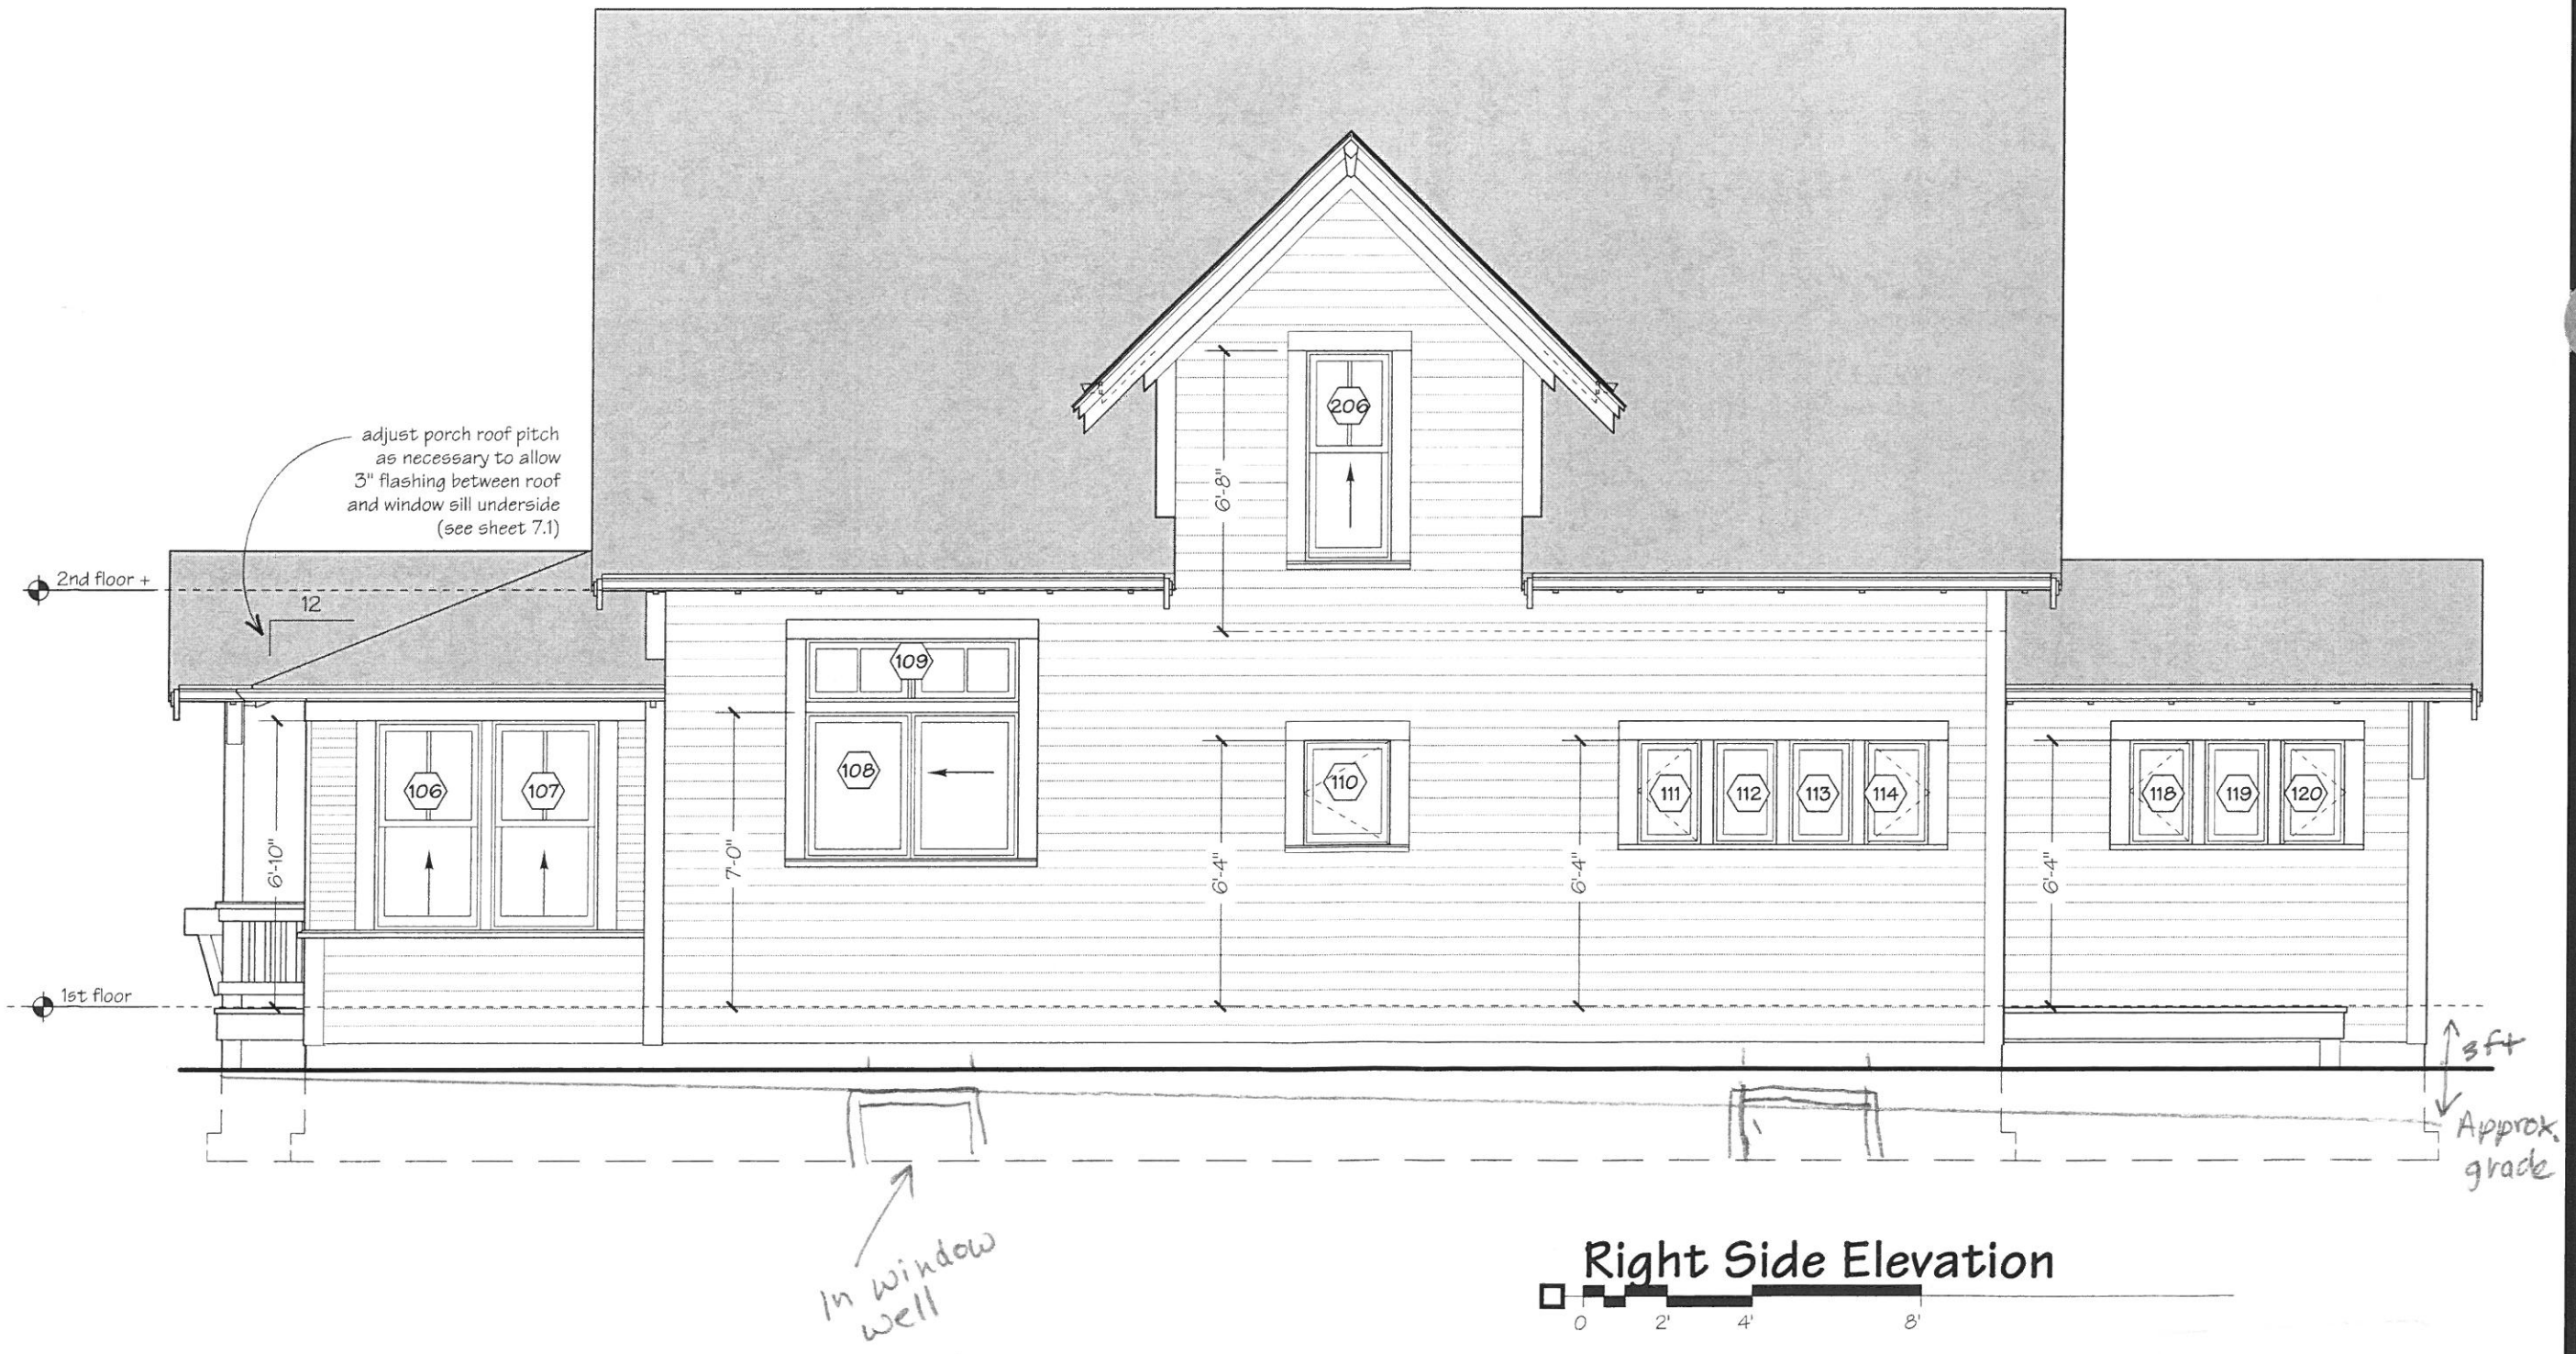 206
6'-8"
adjust porch roof pitch
as necessary to allow
3" flashing between roof
and window sill underside
(see sheet 7.1)
2nd floor +
12
109
108
106
107
110
111
112
113
114
118
119
120
6'-10"
7'-0"
6'-4"
6'-4"
6'-4"
1st floor
3ft
Approx.
grade
In window
well
Right Side Elevation
0 2' 4' 8'